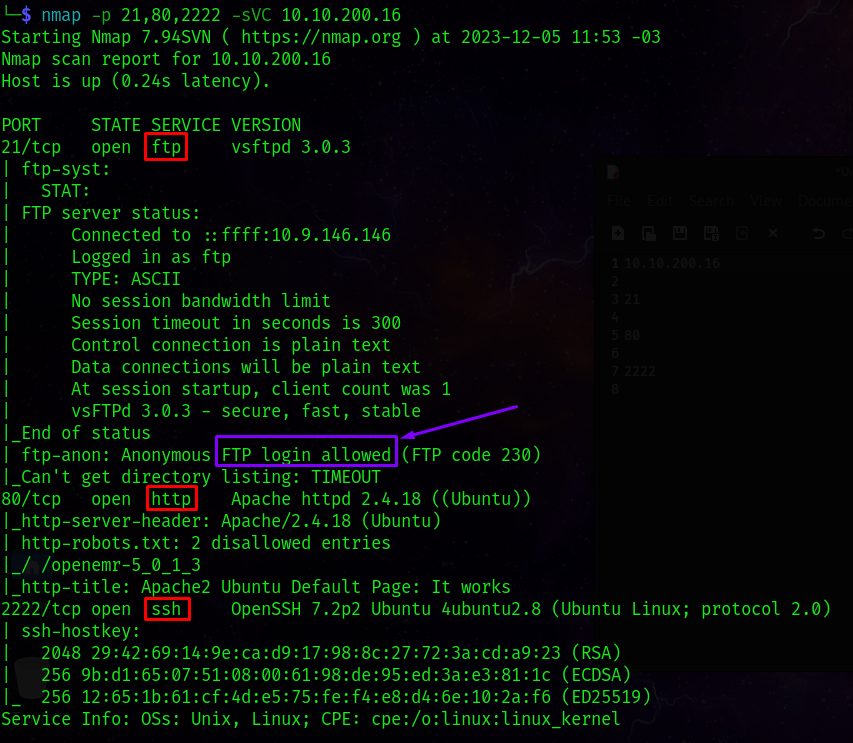 └─$ nmap -p 21,80,2222 -sVC 10.10.200.16
Starting Nmap 7.94SVN ( https://nmap.org ) at 2023-12-05 11:53 -03
Nmap scan report for 10.10.200.16
Host is up (0.24s latency).
PORT     STATE SERVICE VERSION
21/tcp   open  ftp     vsftpd 3.0.3
| ftp-syst:
|   STAT:
| FTP server status:
|      Connected to ::ffff:10.9.146.146
|      Logged in as ftp
|      TYPE: ASCII
|      No session bandwidth limit
|      Session timeout in seconds is 300
|      Control connection is plain text
|      Data connections will be plain text
|      At session startup, client count was 1
|      vsFTPd 3.0.3 - secure, fast, stable
|_End of status
| ftp-anon: Anonymous FTP login allowed (FTP code 230)
|_Can't get directory listing: TIMEOUT
80/tcp   open  http    Apache httpd 2.4.18 ((Ubuntu))
|_http-server-header: Apache/2.4.18 (Ubuntu)
| http-robots.txt: 2 disallowed entries
|_/ /openemr-5_0_1_3
|_http-title: Apache2 Ubuntu Default Page: It works
2222/tcp open  ssh     OpenSSH 7.2p2 Ubuntu 4ubuntu2.8 (Ubuntu Linux; protocol 2.0)
| ssh-hostkey:
|   2048 29:42:69:14:9e:ca:d9:17:98:8c:27:72:3a:cd:a9:23 (RSA)
|   256 9b:d1:65:07:51:08:00:61:98:de:95:ed:3a:e3:81:1c (ECDSA)
|_  256 12:65:1b:61:cf:4d:e5:75:fe:f4:e8:d4:6e:10:2a:f6 (ED25519)
Service Info: OSs: Unix, Linux; CPE: cpe:/o:linux:linux_kernel
File Edit Search View
1 10.10.200.16
2
3 21
4
5 80
6
7 2222
8